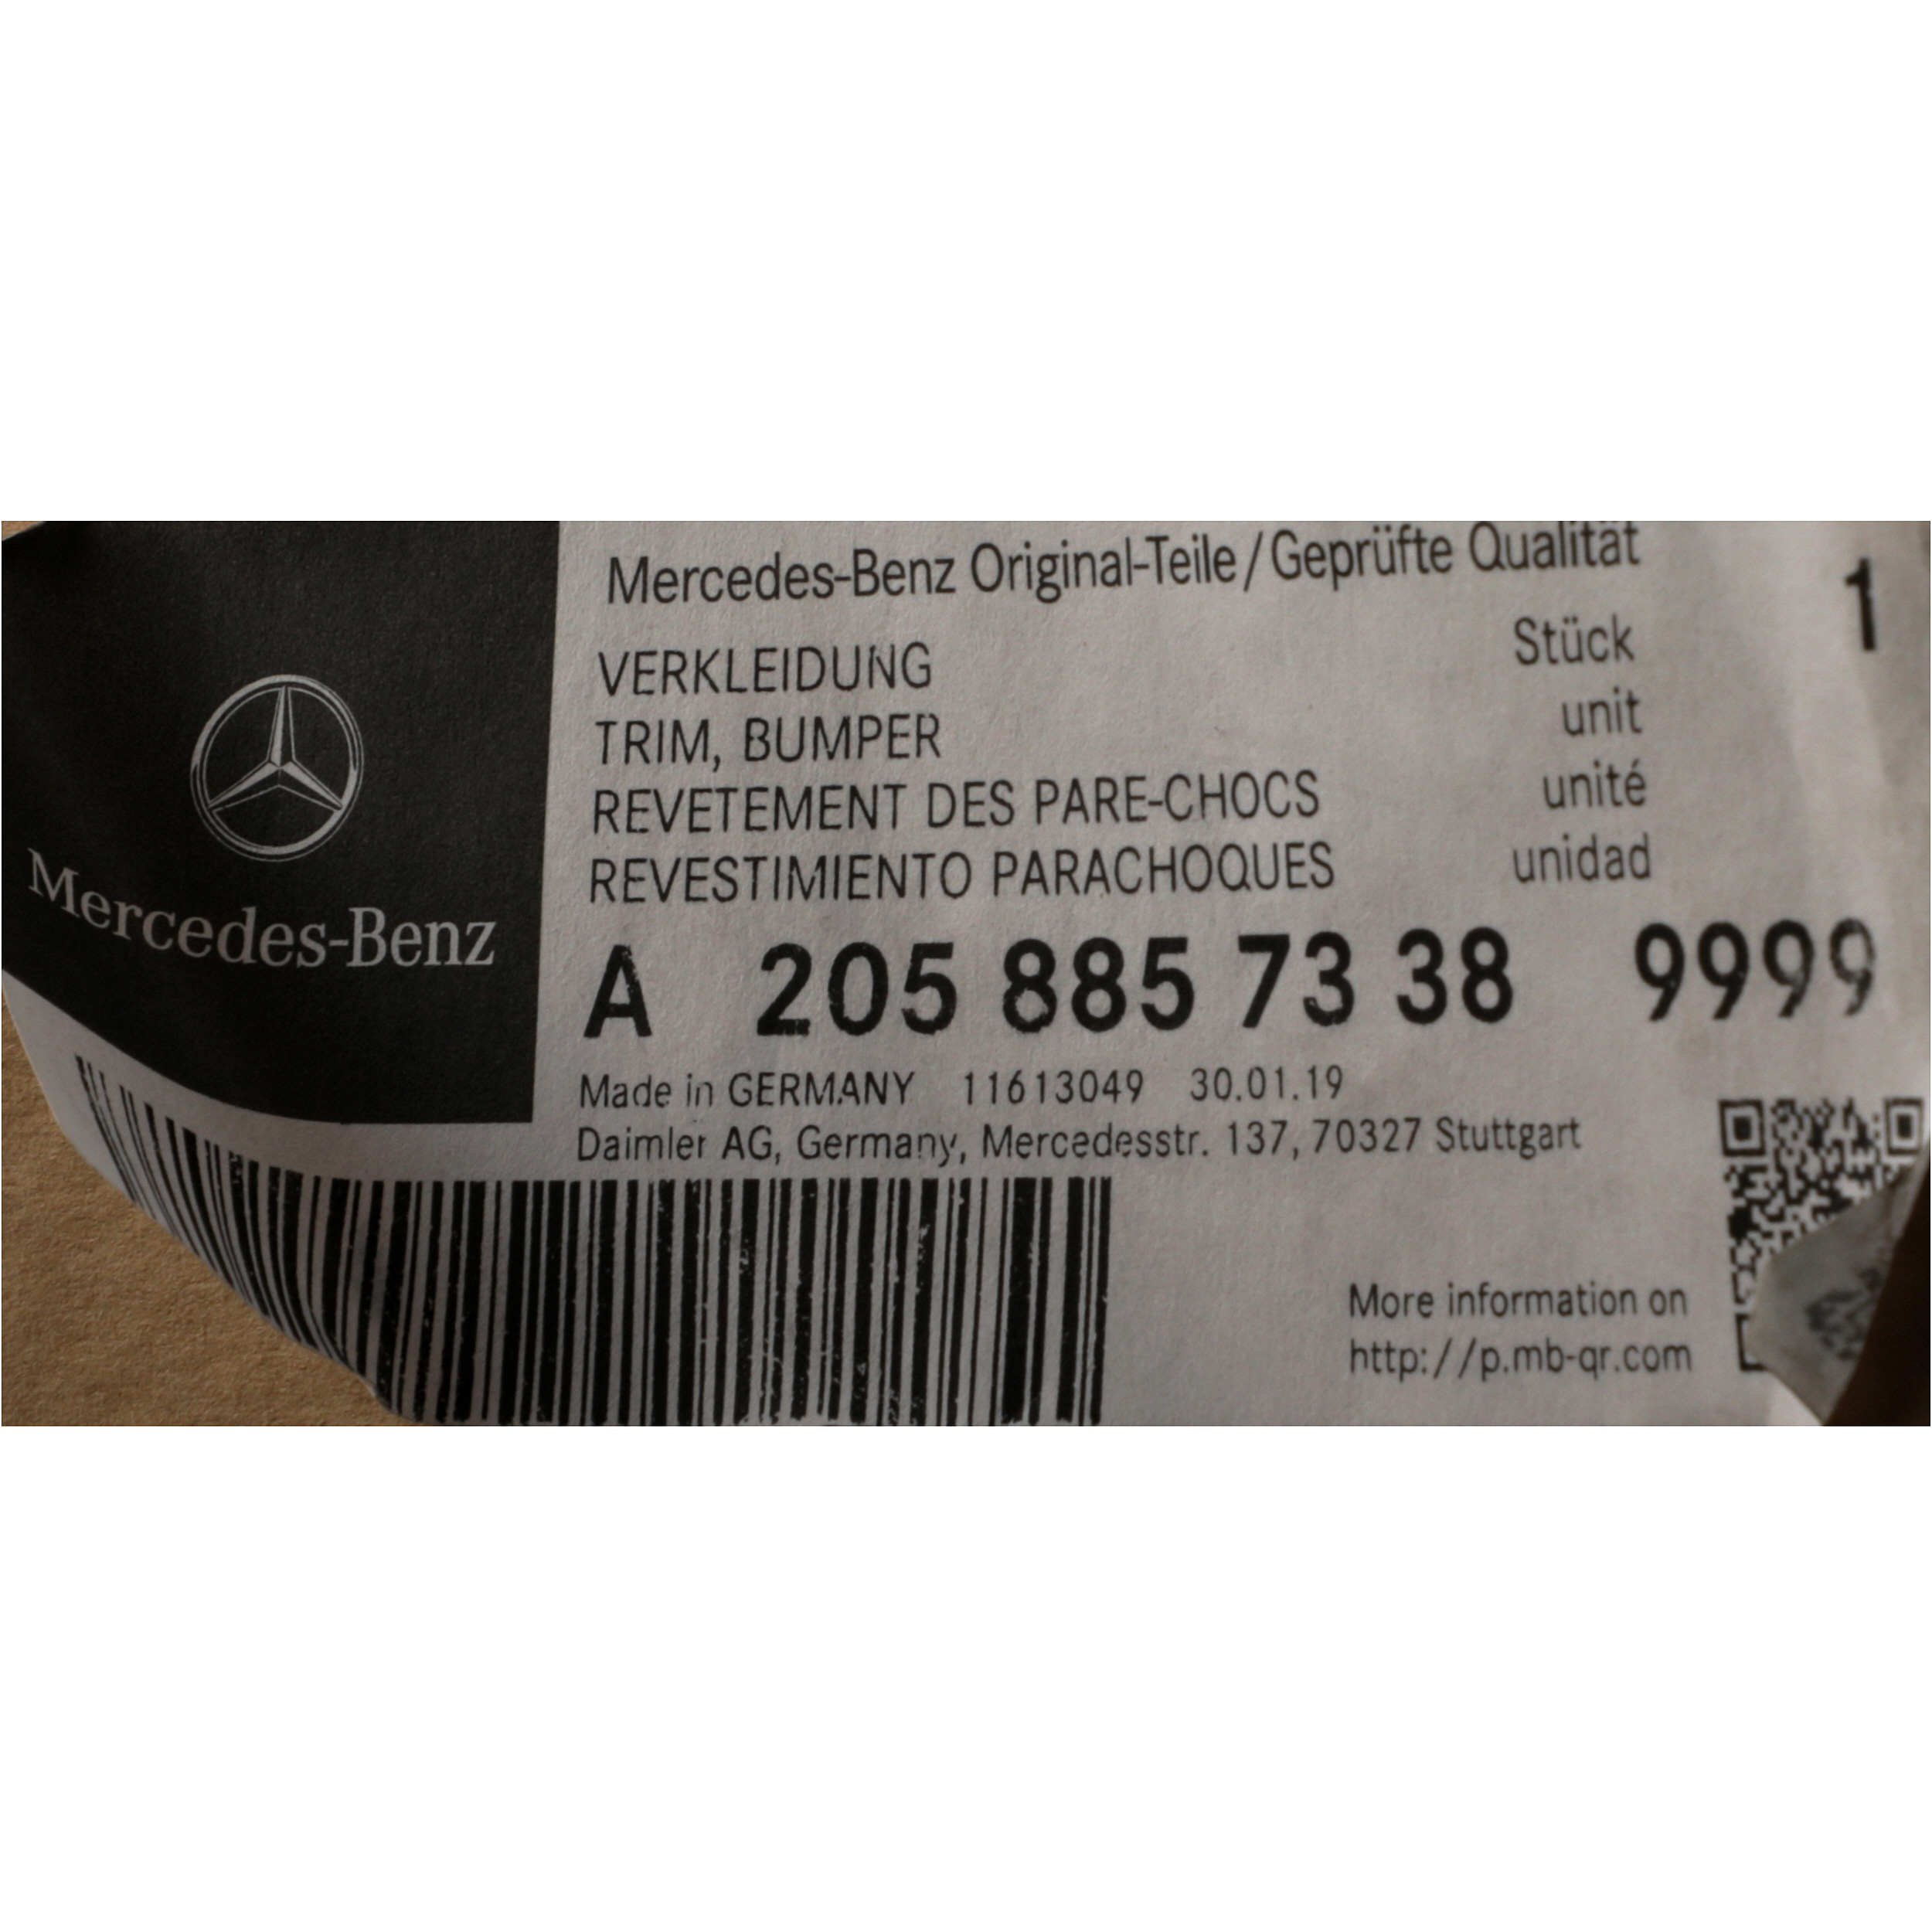 Mercedes-Benz
Mercedes-Benz Original-Teile/Geprüfte Qualität
VERKLEIDUNG Stück 1
TRIM, BUMPER unit
REVETEMENT DES PARE-CHOCS unité
REVESTIMIENTO PARACHOQUES unidad
A 205 885 73 38 9999
Made in GERMANY 11613049 30.01.19
Daimler AG, Germany, Mercedesstr. 137, 70327 Stuttgart
More information on
http://p.mb-qr.com